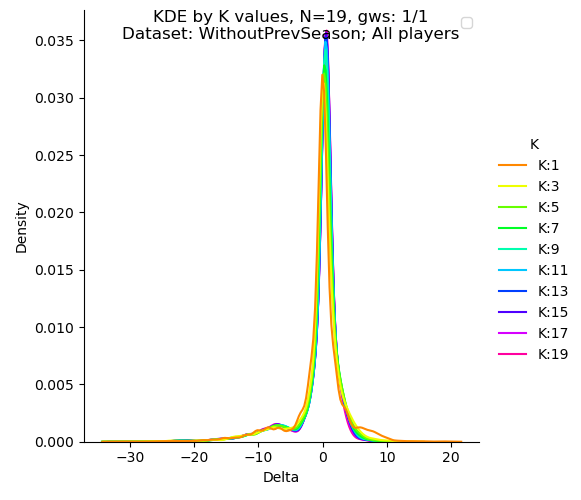 KDE by K values, N=19, gws: 1/1
Dataset: WithoutPrevSeason; All players
0.035
0.030
0.025
0.020
0.015
0.010
0.005
0.000
Density
−30
−20
−10
0
10
20
Delta
K
K:1
K:3
K:5
K:7
K:9
K:11
K:13
K:15
K:17
K:19